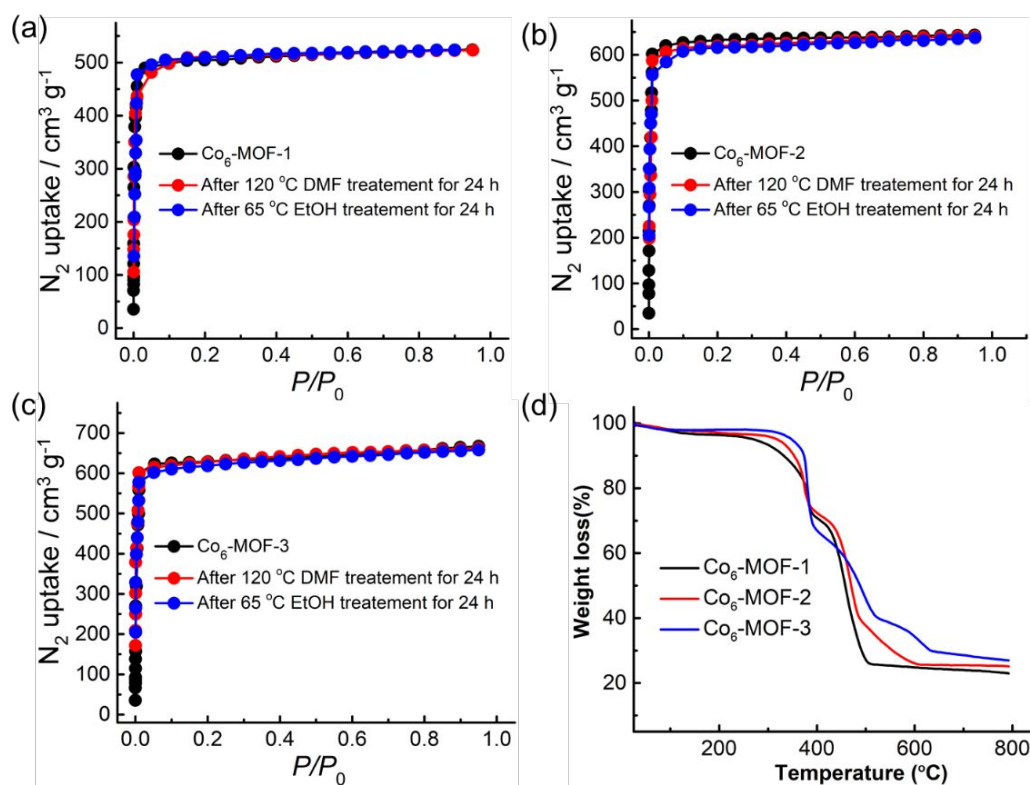 (a)
N₂ uptake / cm³ g⁻¹
500
400
300
200
100
0
Co₆-MOF-1
After 120 °C DMF treatement for 24 h
After 65 °C EtOH treatement for 24 h
0.0 0.2 0.4 0.6 0.8 1.0
P/P₀
(b)
N₂ uptake / cm³ g⁻¹
600
500
400
300
200
100
0
Co₆-MOF-2
After 120 °C DMF treatement for 24 h
After 65 °C EtOH treatement for 24 h
0.0 0.2 0.4 0.6 0.8 1.0
P/P₀
(c)
N₂ uptake / cm³ g⁻¹
700
600
500
400
300
200
100
0
Co₆-MOF-3
After 120 °C DMF treatement for 24 h
After 65 °C EtOH treatement for 24 h
0.0 0.2 0.4 0.6 0.8 1.0
P/P₀
(d)
Weight loss(%)
100
80
60
40
20
Co₆-MOF-1
Co₆-MOF-2
Co₆-MOF-3
200 400 600 800
Temperature (°C)